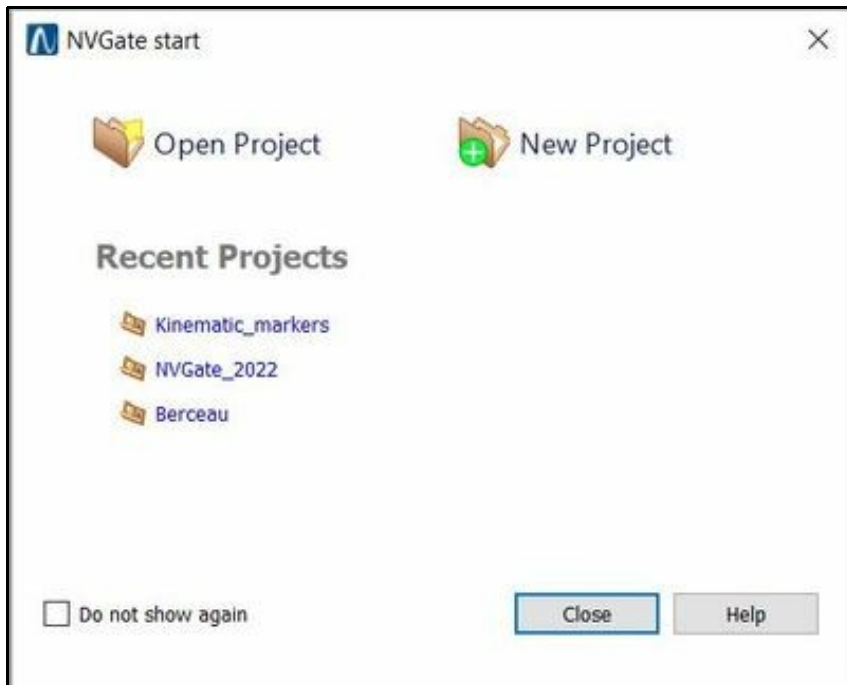 NVGate start
Open Project New Project
Recent Projects
Kinematic_markers
NVGate_2022
Berceau
Do not show again Close Help